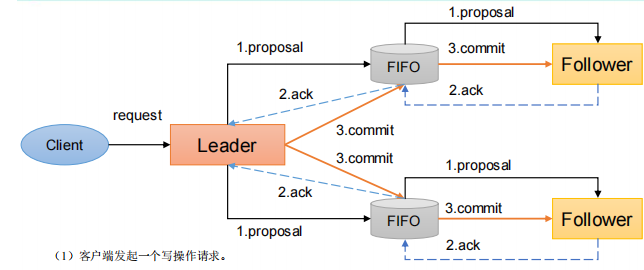 1.proposal
1.proposal
3.commit
FIFO
Follower
2.ack
2.ack
request
3.commit
Client
Leader
3.commit
1.proposal
2.ack
3.commit
FIFO
Follower
1.proposal
2.ack
（1）客户端发起一个写操作请求。